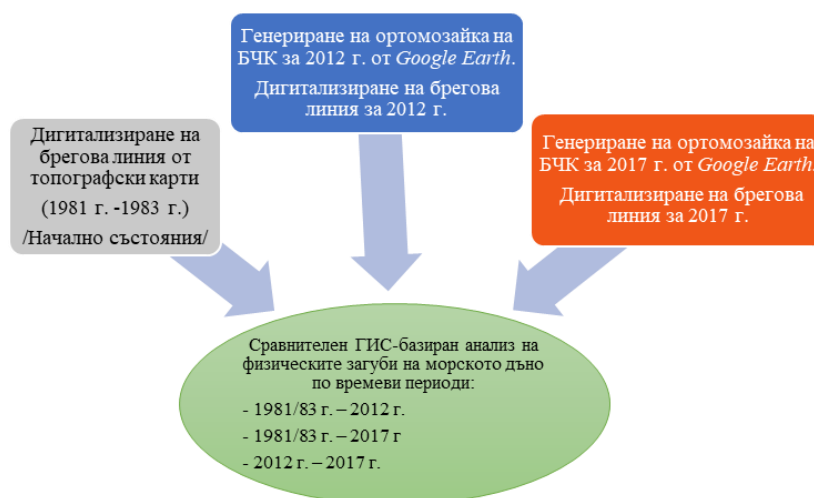 Дигитализиране на
брегова линия от
топографски карти
(1981 г. -1983 г.)
/Начално състояния/
Генериране на ортомозайка на
БЧК за 2012 г. от Google Earth.
Дигитализиране на брегова
линия за 2012 г.
Генериране на ортомозайка на
БЧК за 2017 г. от Google Earth.
Дигитализиране на брегова
линия за 2017 г.
Сравнителен ГИС-базиран анализ на
физическите загуби на морското дъно
по времеви периоди:
- 1981/83 г. – 2012 г.
- 1981/83 г. – 2017 г
- 2012 г. – 2017 г.